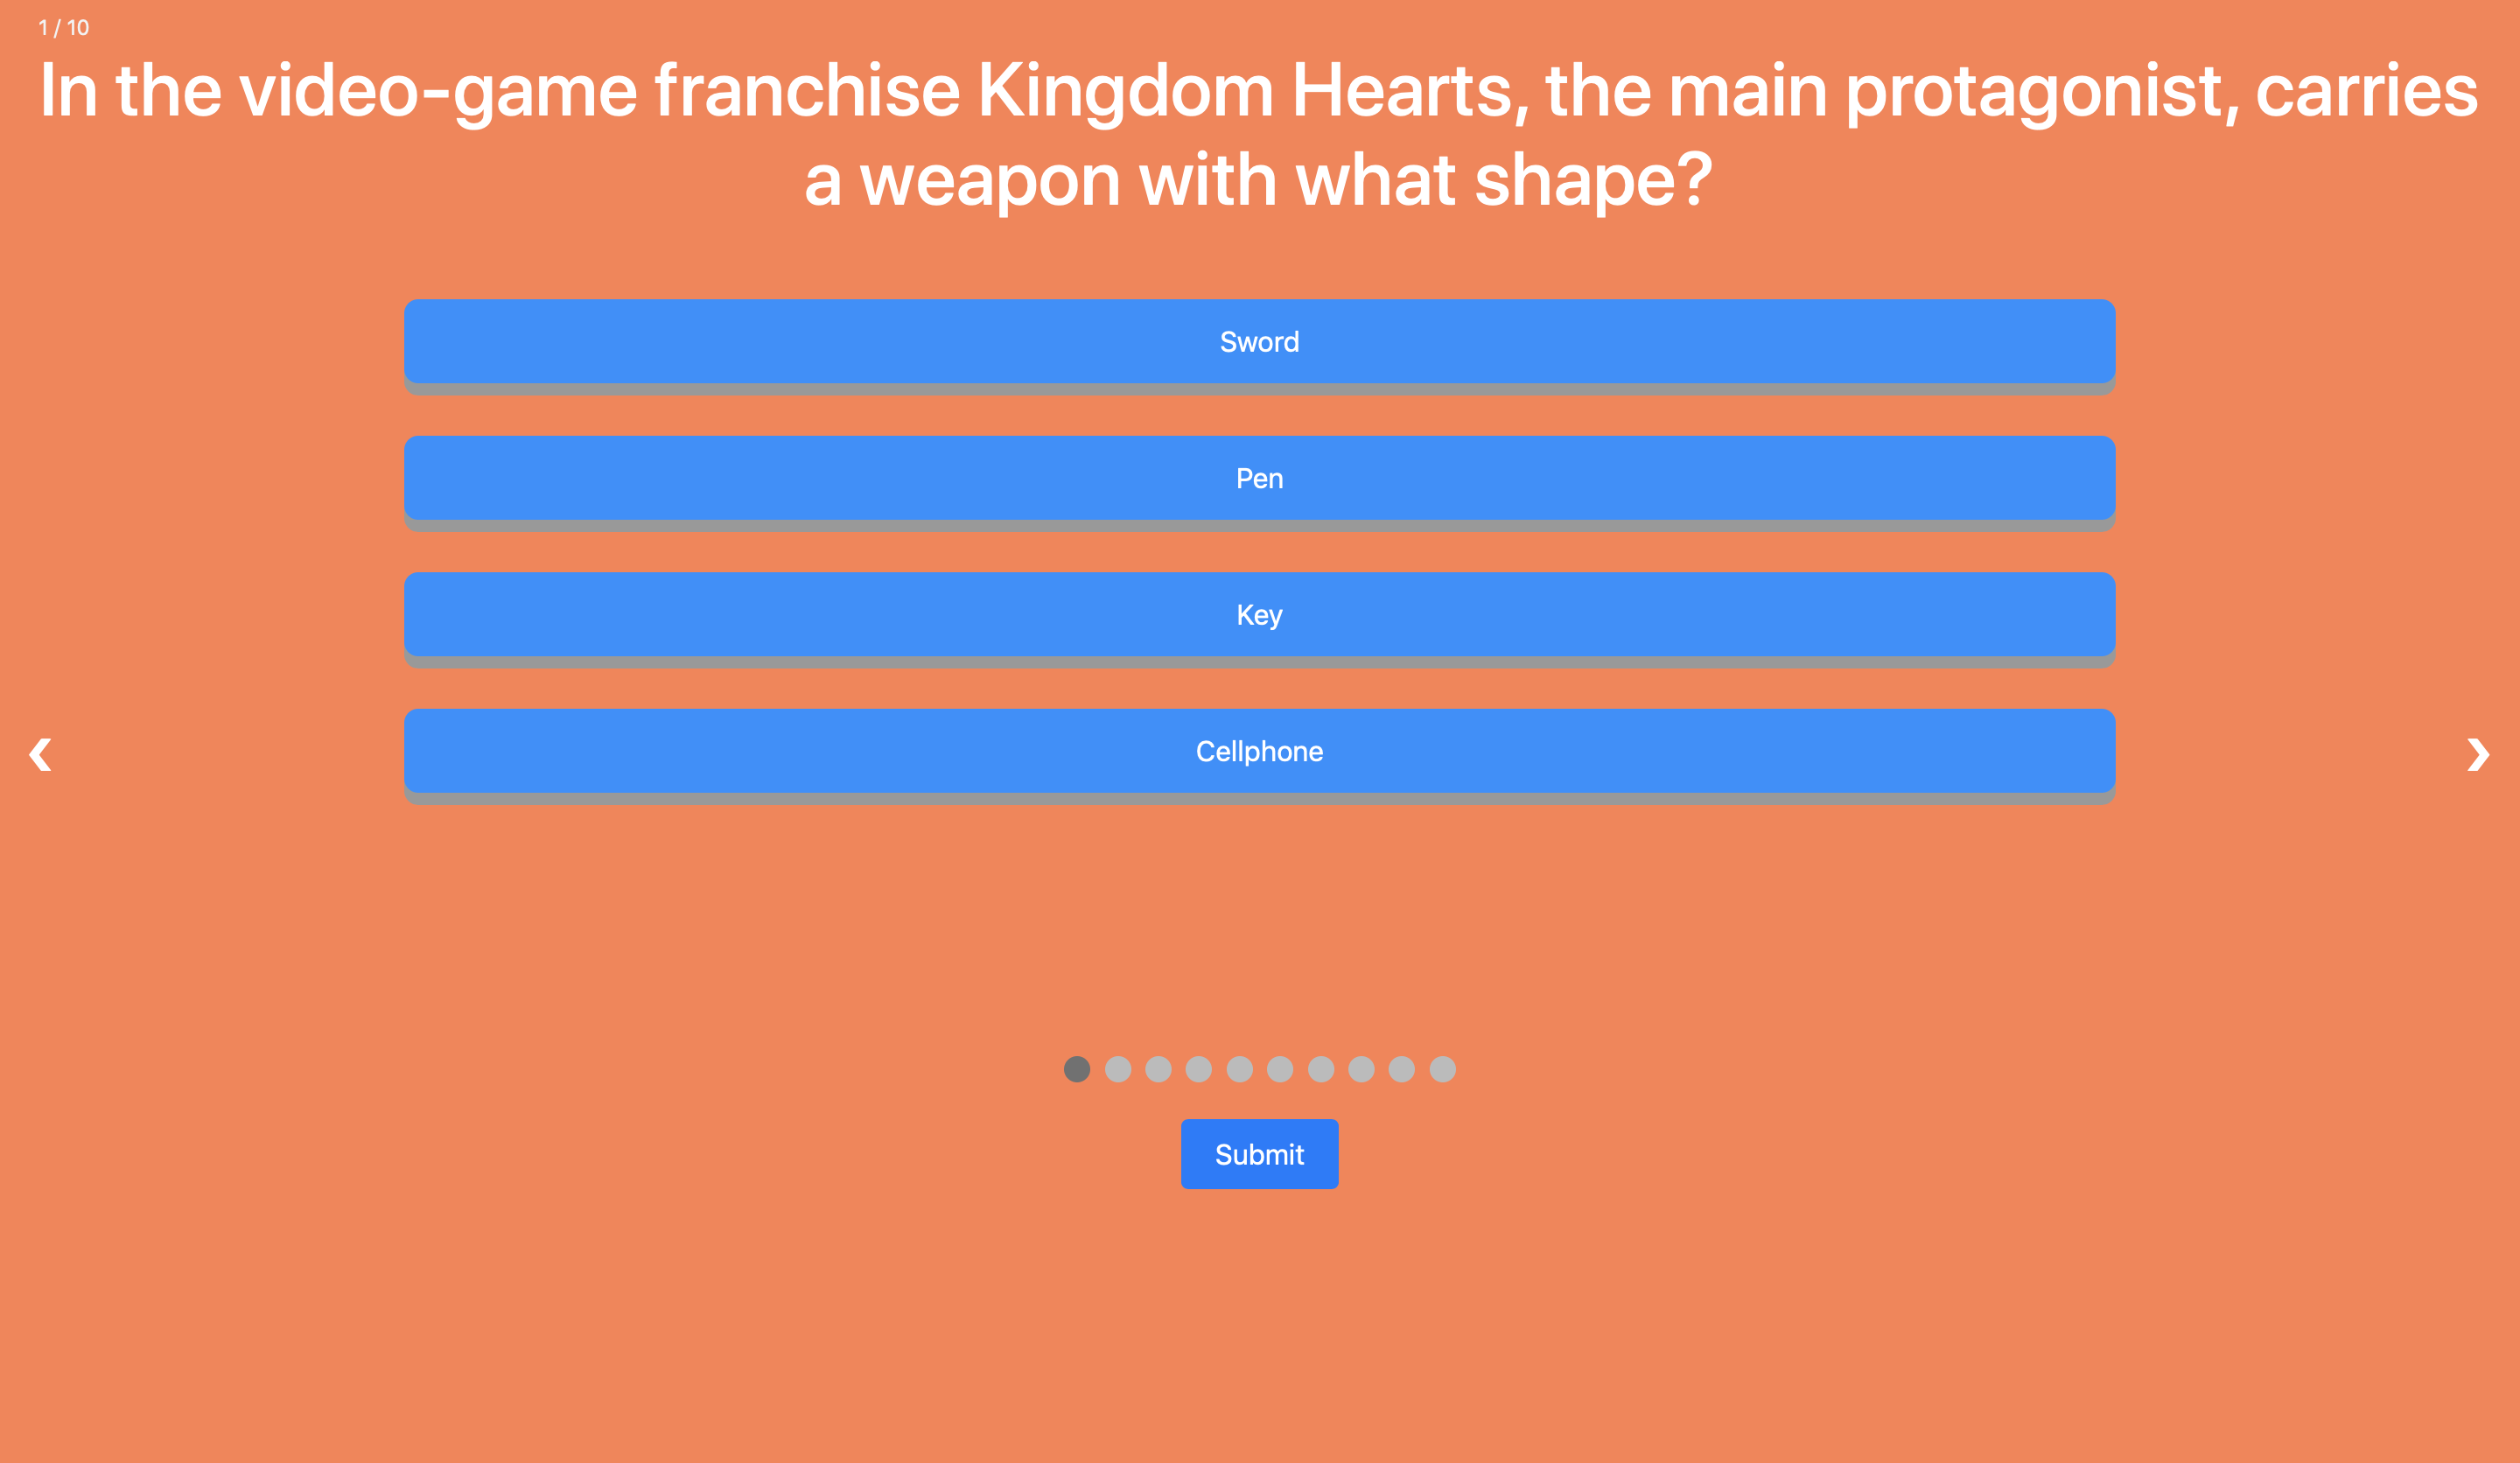 1 / 10
In the video-game franchise Kingdom Hearts, the main protagonist, carries
a weapon with what shape?
Sword
Pen
Key
Cellphone
‹ ›
Submit